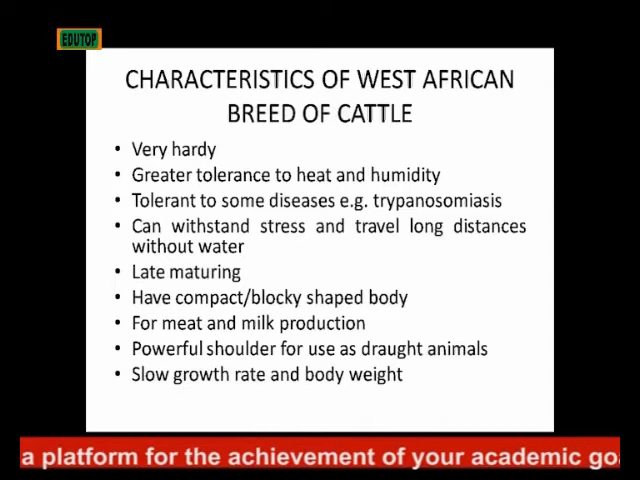 EDUTOP
CHARACTERISTICS OF WEST AFRICAN
BREED OF CATTLE
• Very hardy
• Greater tolerance to heat and humidity
• Tolerant to some diseases e.g. trypanosomiasis
• Can withstand stress and travel long distances
without water
• Late maturing
• Have compact/blocky shaped body
• For meat and milk production
• Powerful shoulder for use as draught animals
• Slow growth rate and body weight
a platform for the achievement of your academic